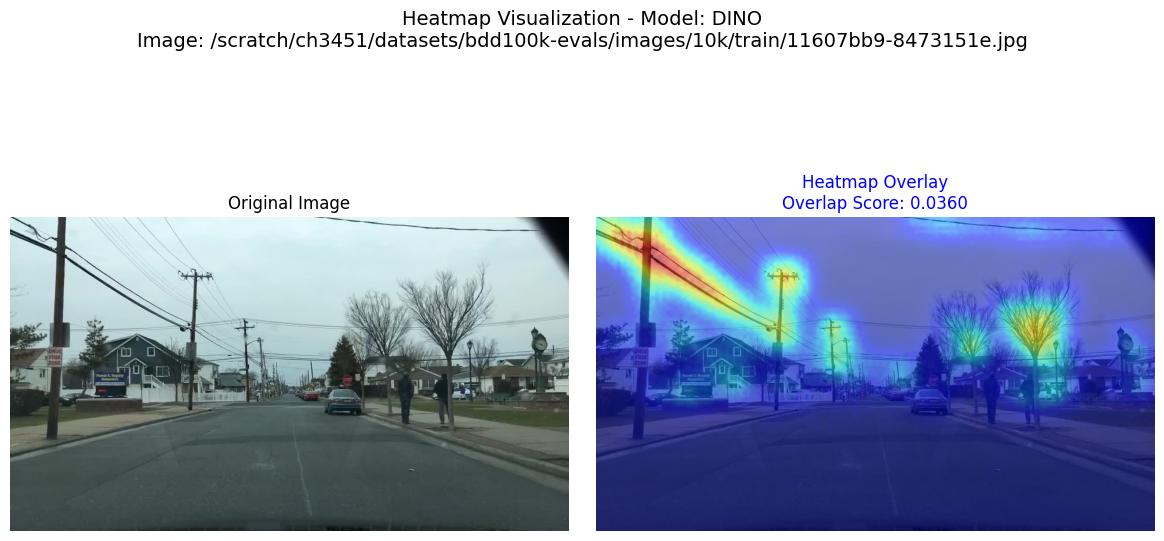 Heatmap Visualization - Model: DINO
Image: /scratch/ch3451/datasets/bdd100k-evals/images/10k/train/11607bb9-8473151e.jpg
Original Image
Heatmap Overlay
Overlap Score: 0.0360